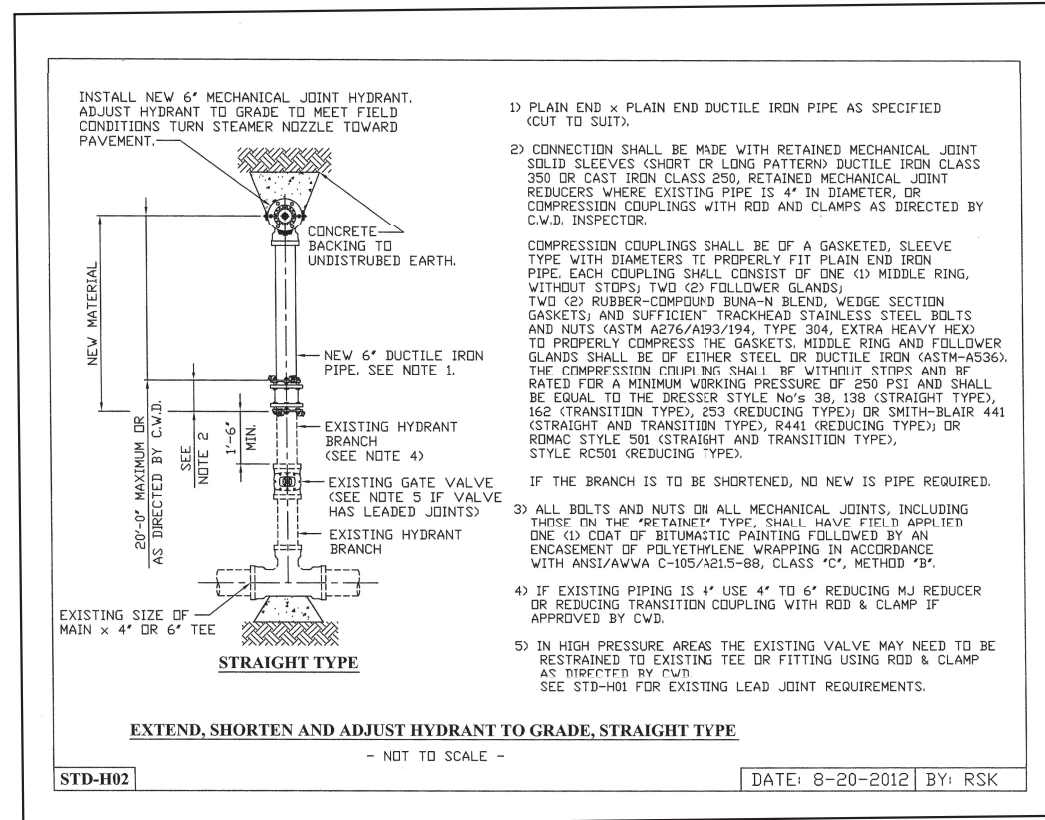 INSTALL NEW 6" MECHANICAL JOINT HYDRANT.
ADJUST HYDRANT TO GRADE TO MEET FIELD
CONDITIONS TURN STEAMER NOZZLE TOWARD
PAVEMENT.
CONCRETE
BACKING TO
UNDISTRUBED EARTH.
NEW MATERIAL
NEW 6" DUCTILE IRON
PIPE. SEE NOTE 1.
20'-0" MAXIMUM OR
AS DIRECTED BY C.W.D.
SEE
NOTE 2
1'-6"
MIN.
EXISTING HYDRANT
BRANCH
(SEE NOTE 4)
EXISTING GATE VALVE
(SEE NOTE 5 IF VALVE
HAS LEADED JOINTS)
EXISTING HYDRANT
BRANCH
EXISTING SIZE OF
MAIN x 4" OR 6" TEE
STRAIGHT TYPE
1) PLAIN END x PLAIN END DUCTILE IRON PIPE AS SPECIFIED
(CUT TO SUIT).
2) CONNECTION SHALL BE MADE WITH RETAINED MECHANICAL JOINT
SOLID SLEEVES (SHORT OR LONG PATTERN) DUCTILE IRON CLASS
350 OR CAST IRON CLASS 250, RETAINED MECHANICAL JOINT
REDUCERS WHERE EXISTING PIPE IS 4" IN DIAMETER, OR
COMPRESSION COUPLINGS WITH ROD AND CLAMPS AS DIRECTED BY
C.W.D. INSPECTOR.
COMPRESSION COUPLINGS SHALL BE OF A GASKETED, SLEEVE
TYPE WITH DIAMETERS TO PROPERLY FIT PLAIN END IRON
PIPE. EACH COUPLING SHALL CONSIST OF ONE (1) MIDDLE RING,
WITHOUT STOPS; TWO (2) FOLLOWER GLANDS;
TWO (2) RUBBER-COMPOUND BUNA-N BLEND, WEDGE SECTION
GASKETS; AND SUFFICIENT TRACKHEAD STAINLESS STEEL BOLTS
AND NUTS (ASTM A276/A193/194, TYPE 304, EXTRA HEAVY HEX)
TO PROPERLY COMPRESS THE GASKETS. MIDDLE RING AND FOLLOWER
GLANDS SHALL BE OF EITHER STEEL OR DUCTILE IRON (ASTM-A536).
THE COMPRESSION COUPLING SHALL BE WITHOUT STOPS AND BE
RATED FOR A MINIMUM WORKING PRESSURE OF 250 PSI AND SHALL
BE EQUAL TO THE DRESSER STYLE No's 38, 138 (STRAIGHT TYPE),
162 (TRANSITION TYPE), 253 (REDUCING TYPE); OR SMITH-BLAIR 441
(STRAIGHT AND TRANSITION TYPE), R441 (REDUCING TYPE); OR
ROMAC STYLE 501 (STRAIGHT AND TRANSITION TYPE),
STYLE RC501 (REDUCING TYPE).
IF THE BRANCH IS TO BE SHORTENED, NO NEW IS PIPE REQUIRED.
3) ALL BOLTS AND NUTS ON ALL MECHANICAL JOINTS, INCLUDING
THOSE ON THE "RETAINED" TYPE, SHALL HAVE FIELD APPLIED
ONE (1) COAT OF BITUMASTIC PAINTING FOLLOWED BY AN
ENCASEMENT OF POLYETHYLENE WRAPPING IN ACCORDANCE
WITH ANSI/AWWA C-105/A21.5-88, CLASS "C", METHOD "B".
4) IF EXISTING PIPING IS 4" USE 4" TO 6" REDUCING MJ REDUCER
OR REDUCING TRANSITION COUPLING WITH ROD & CLAMP IF
APPROVED BY CWD.
5) IN HIGH PRESSURE AREAS THE EXISTING VALVE MAY NEED TO BE
RESTRAINED TO EXISTING TEE OR FITTING USING ROD & CLAMP
AS DIRECTED BY CWD
SEE STD-H01 FOR EXISTING LEAD JOINT REQUIREMENTS.
EXTEND, SHORTEN AND ADJUST HYDRANT TO GRADE, STRAIGHT TYPE
- NOT TO SCALE -
STD-H02
DATE: 8-20-2012
BY: RSK